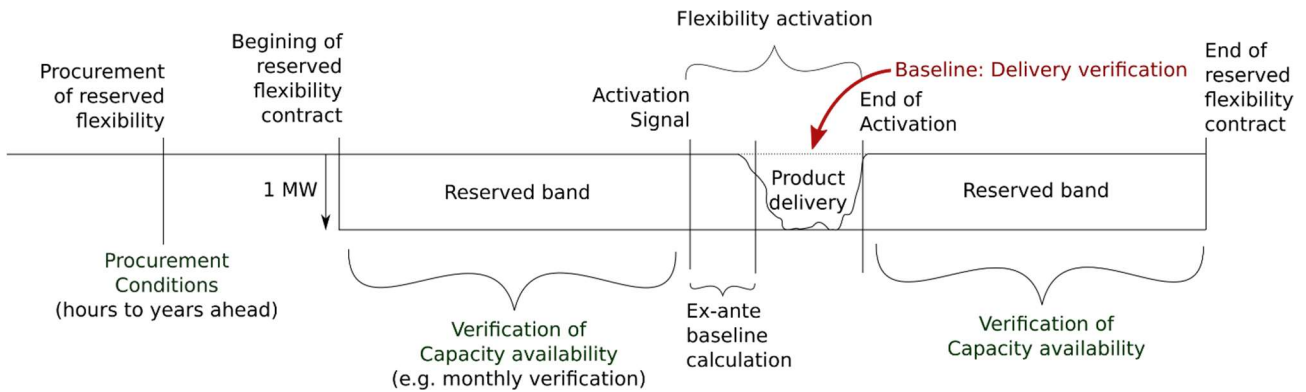 Procurement
of reserved
flexibility
Begining of
reserved
flexibility
contract
Activation
Signal
Flexibility activation
Baseline: Delivery verification
End of
Activation
End of
reserved
flexibility
contract
1 MW
Reserved band
Product
delivery
Reserved band
Procurement
Conditions
(hours to years ahead)
Verification of
Capacity availability
(e.g. monthly verification)
Ex-ante
baseline
calculation
Verification of
Capacity availability